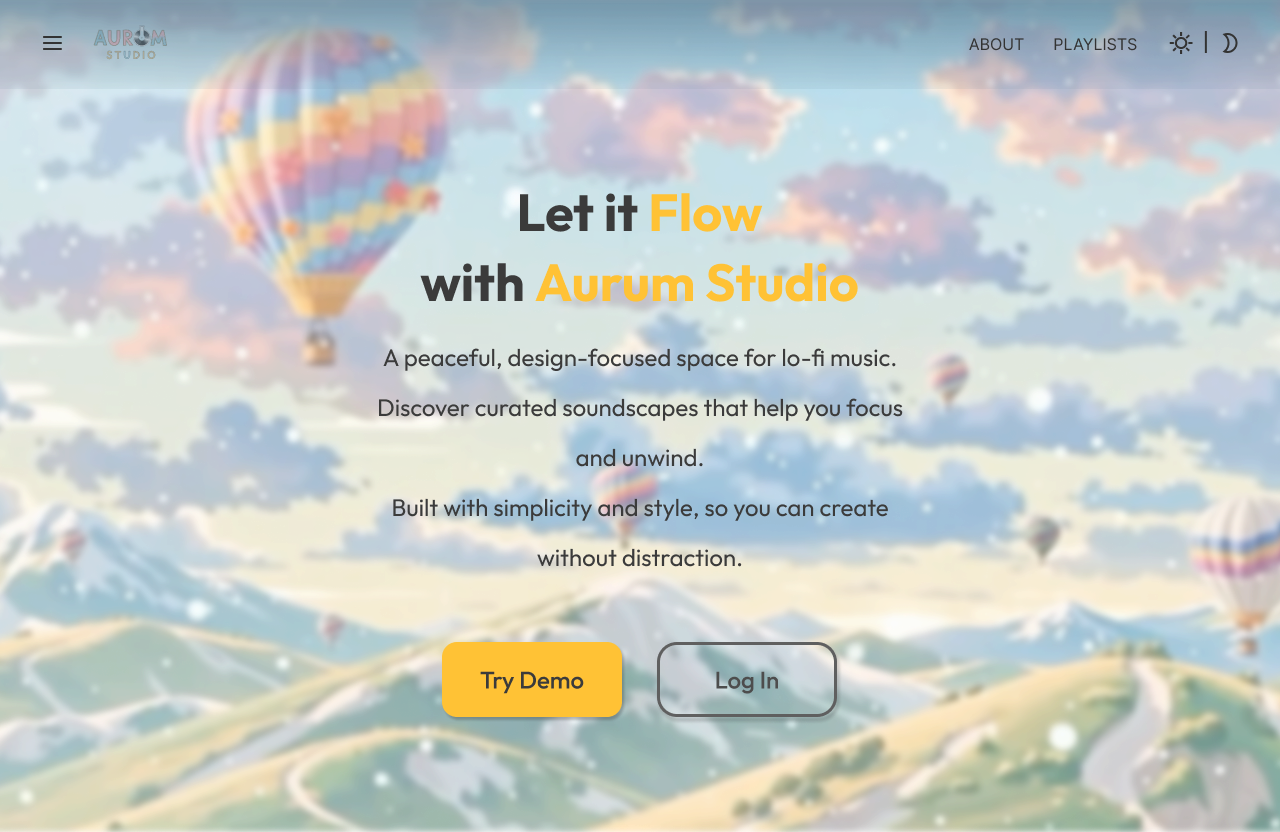 AURUM
STUDIO
ABOUT
PLAYLISTS
Let it Flow
with Aurum Studio
A peaceful, design-focused space for lo-fi music.
Discover curated soundscapes that help you focus
and unwind.
Built with simplicity and style, so you can create
without distraction.
Try Demo
Log In